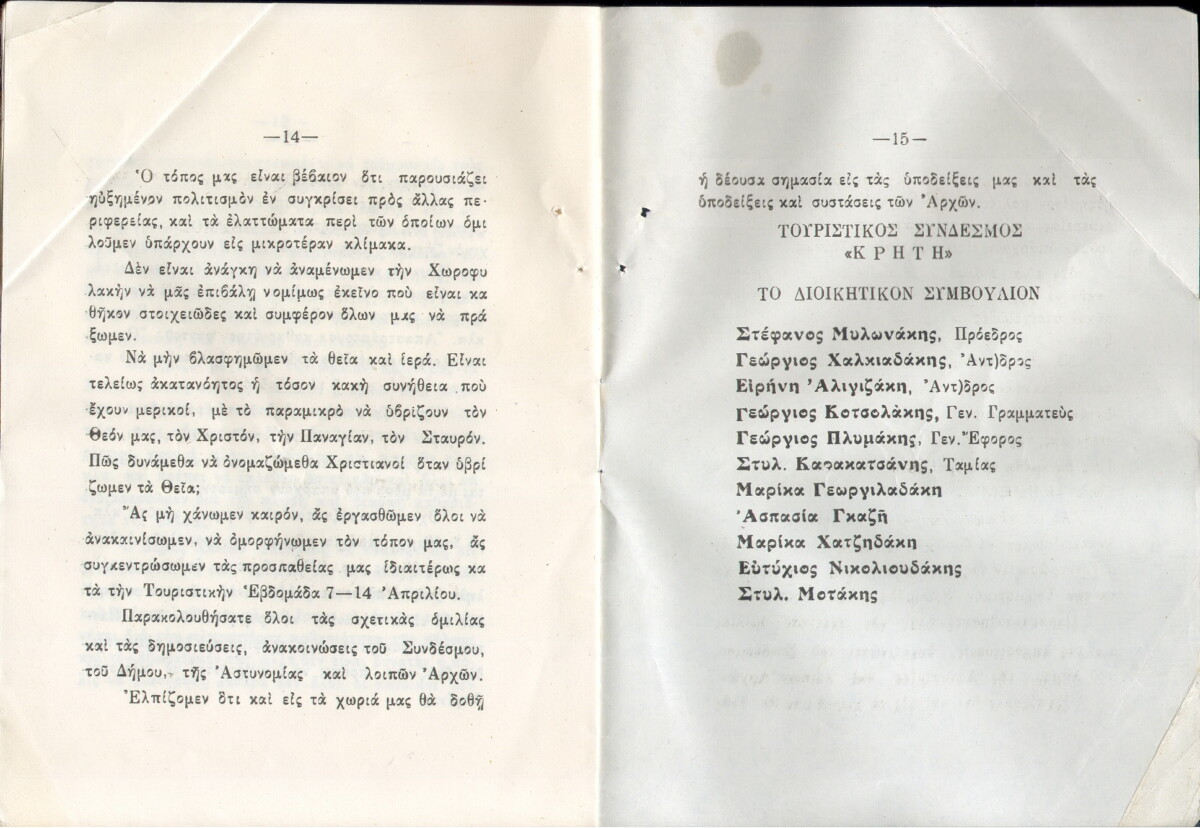 —14—
Ὁ τόπος μας εἶναι βέβαιον ὅτι παρουσιάζει
ηὐξημένον πολιτισμὸν ἐν συγκρίσει πρὸς ἄλλας πε-
ριφερείας, καὶ τὰ ἐλαττώματα περὶ τῶν ὁποίων ὁμι
λοῦμεν ὑπάρχουν εἰς μικροτέραν κλίμακα.
Δὲν εἶναι ἀνάγκη νὰ ἀναμένωμεν τὴν Χωροφυ
λακὴν νὰ μᾶς ἐπιβάλῃ νομίμως ἐκεῖνο ποὺ εἶναι κα
θῆκον στοιχειῶδες καὶ συμφέρον ὅλων μας νὰ πρά
ξωμεν.
Νὰ μὴν βλασφημῶμεν τὰ θεῖα καὶ ἱερά. Εἶναι
τελείως ἀκατανόητος ἡ τόσον κακὴ συνήθεια ποὺ
ἔχουν μερικοί, μὲ τὸ παραμικρὸ νὰ ὑβρίζουν τὸν
Θεόν μας, τὸν Χριστόν, τὴν Παναγίαν, τὸν Σταυρόν.
Πῶς δυνάμεθα νὰ ὀνομαζώμεθα Χριστιανοὶ ὅταν ὑβρί
ζωμεν τὰ Θεῖα;
Ἂς μὴ χάνωμεν καιρόν, ἂς ἐργασθῶμεν ὅλοι νὰ
ἀνακαινίσωμεν, νὰ ὁμορφήνωμεν τὸν τόπον μας, ἂς
συγκεντρώσωμεν τὰς προσπαθείας μας ἰδιαιτέρως κα
τὰ τὴν Τουριστικὴν Ἑβδομάδα 7—14 Ἀπριλίου.
Παρακολουθήσατε ὅλοι τὰς σχετικὰς ὁμιλίας
καὶ τὰς δημοσιεύσεις, ἀνακοινώσεις τοῦ Συνδέσμου,
τοῦ Δήμου, τῆς Ἀστυνομίας καὶ λοιπῶν Ἀρχῶν.
Ἐλπίζομεν ὅτι καὶ εἰς τὰ χωριά μας θὰ δοθῇ
—15—
ἡ δέουσα σημασία εἰς τὰς ὑποδείξεις μας καὶ τὰς
ὑποδείξεις καὶ συστάσεις τῶν Ἀρχῶν.
ΤΟΥΡΙΣΤΙΚΟΣ ΣΥΝΔΕΣΜΟΣ
«ΚΡΗΤΗ»
ΤΟ ΔΙΟΙΚΗΤΙΚΟΝ ΣΥΜΒΟΥΛΙΟΝ
Στέφανος Μυλωνάκης, Πρόεδρος
Γεώργιος Χαλκιαδάκης, Ἀντ)δρος
Εἰρήνη Ἀλιγιζάκη, Ἀντ)δρος
Γεώργιος Κοτσολάκης, Γεν. Γραμματεὺς
Γεώργιος Πλυμάκης, Γεν. Ἔφορος
Στυλ. Καρακατσάνης, Ταμίας
Μαρίκα Γεωργιλαδάκη
Ἀσπασία Γκαζῆ
Μαρίκα Χατζηδάκη
Εὐτύχιος Νικολιουδάκης
Στυλ. Μοτάκης